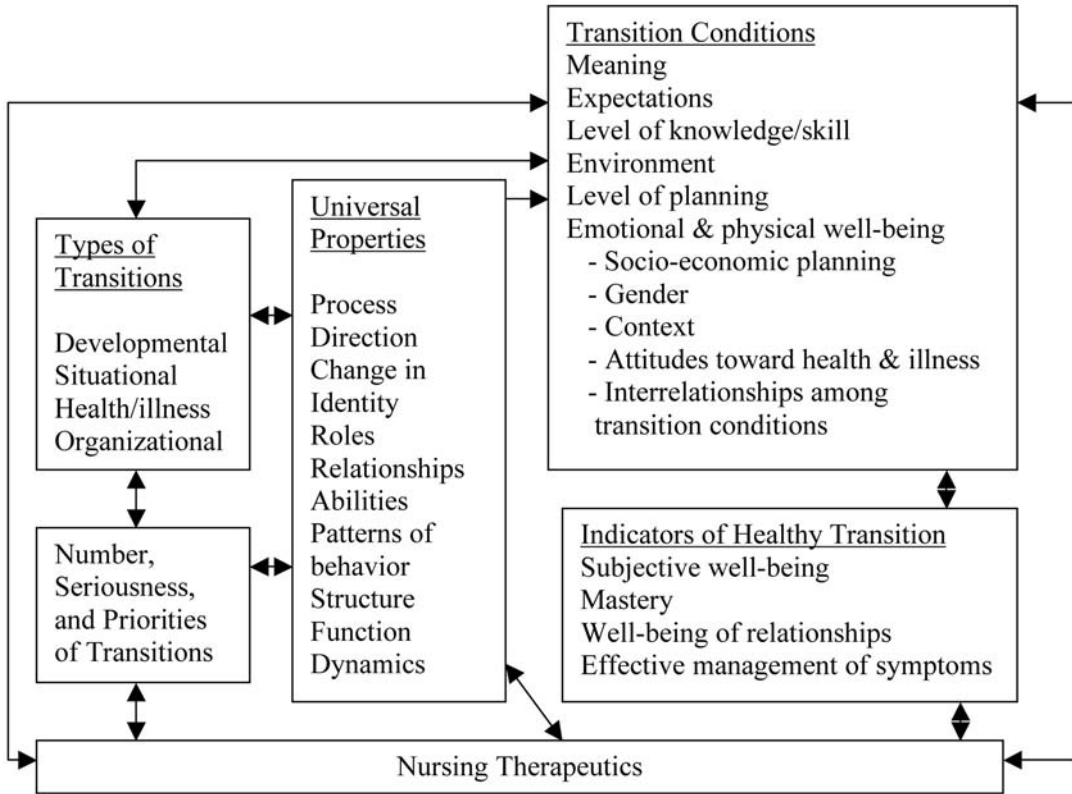 Transition Conditions
Meaning
Expectations
Level of knowledge/skill
Environment
Level of planning
Emotional & physical well-being
- Socio-economic planning
- Gender
- Context
- Attitudes toward health & illness
- Interrelationships among
transition conditions
Types of
Transitions
Developmental
Situational
Health/illness
Organizational
Universal
Properties
Process
Direction
Change in
Identity
Roles
Relationships
Abilities
Patterns of
behavior
Structure
Function
Dynamics
Number,
Seriousness,
and Priorities
of Transitions
Indicators of Healthy Transition
Subjective well-being
Mastery
Well-being of relationships
Effective management of symptoms
Nursing Therapeutics